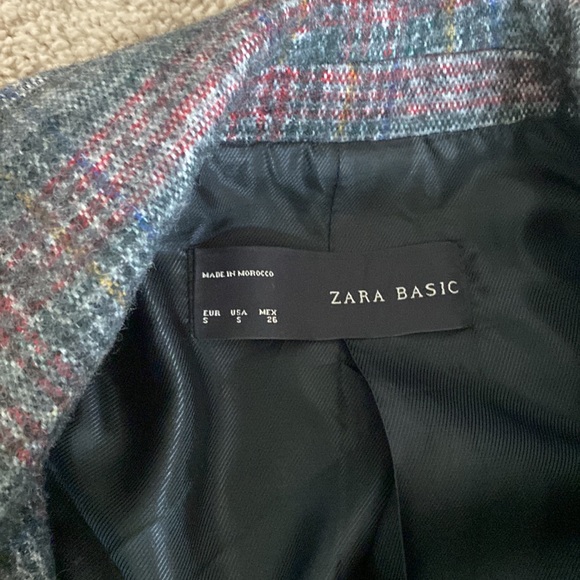 MADE IN MOROCCO
ZARA BASIC
EUR USA MEX
S S 26